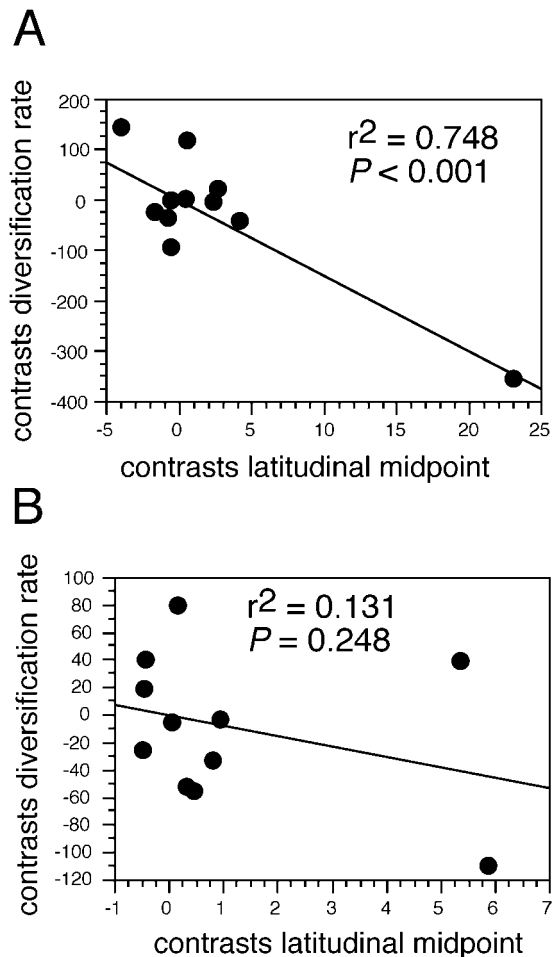 A
contrasts diversification rate
200
100
0
-100
-200
-300
-400
r2 = 0.748
P < 0.001
-5 0 5 10 15 20 25
contrasts latitudinal midpoint
B
contrasts diversification rate
100
80
60
40
20
0
-20
-40
-60
-80
-100
-120
r2 = 0.131
P = 0.248
-1 0 1 2 3 4 5 6 7
contrasts latitudinal midpoint